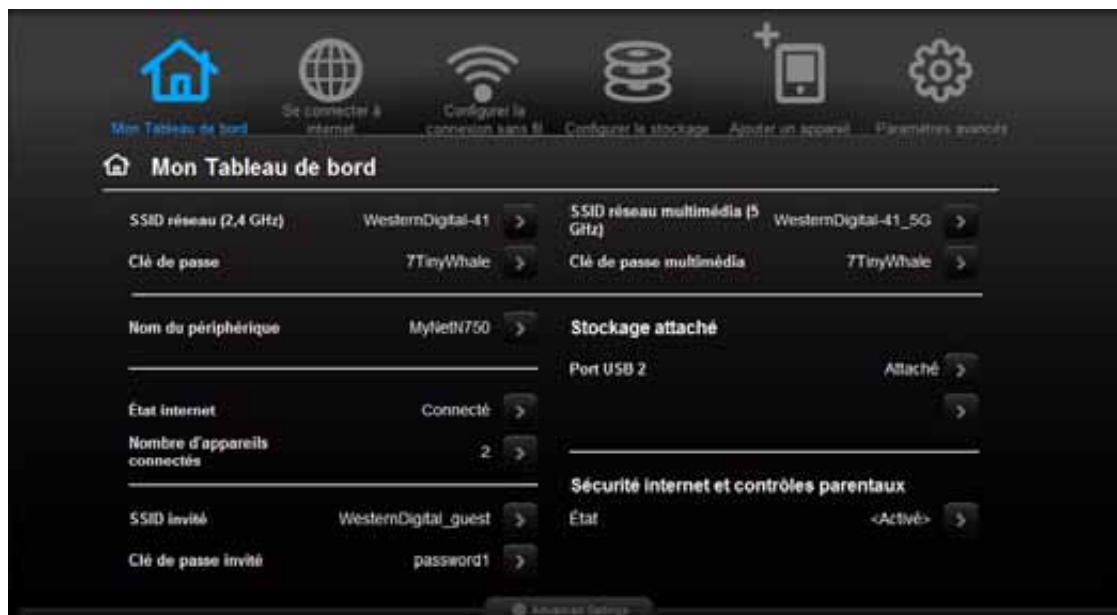 Mon Tableau de bord
Se connecter à
internet
Configurer la
connexion sans fil
Configurer le stockage
Ajouter un appareil
Paramètres avancés
Mon Tableau de bord
SSID réseau (2,4 GHz) WesternDigital-41
Clé de passe 7TinyWhale
SSID réseau multimédia (5
GHz) WesternDigital-41_5G
Clé de passe multimédia 7TinyWhale
Nom du périphérique MyNetN750
État internet Connecté
Nombre d'appareils
connectés 2
SSID invité WesternDigital_guest
Clé de passe invité password1
Stockage attaché
Port USB 2 Attaché
Sécurité internet et contrôles parentaux
État <Activé>
Advanced Settings